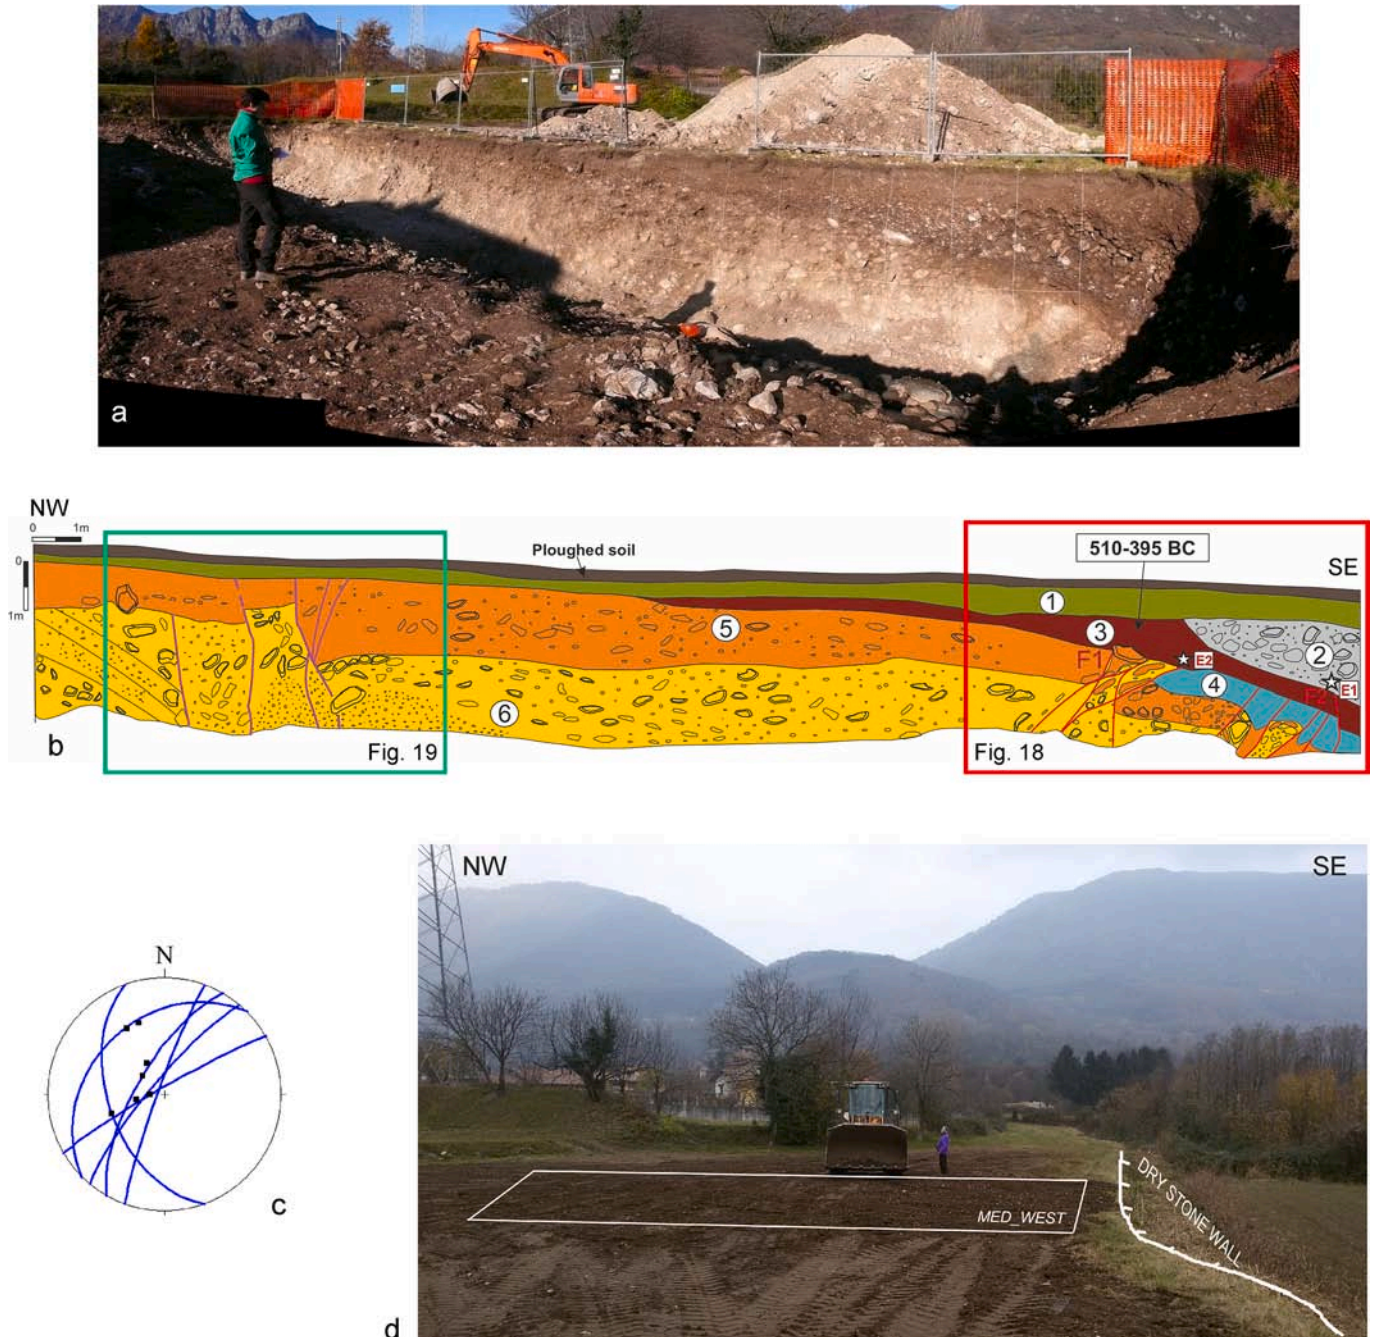 a
NW
0 1m
0
1m
Ploughed soil
510-395 BC
SE
1
2
3
4
5
6
F1
E2
F2
E1
b
Fig. 19
Fig. 18
N
c
NW
SE
MED_WEST
DRY STONE WALL
d